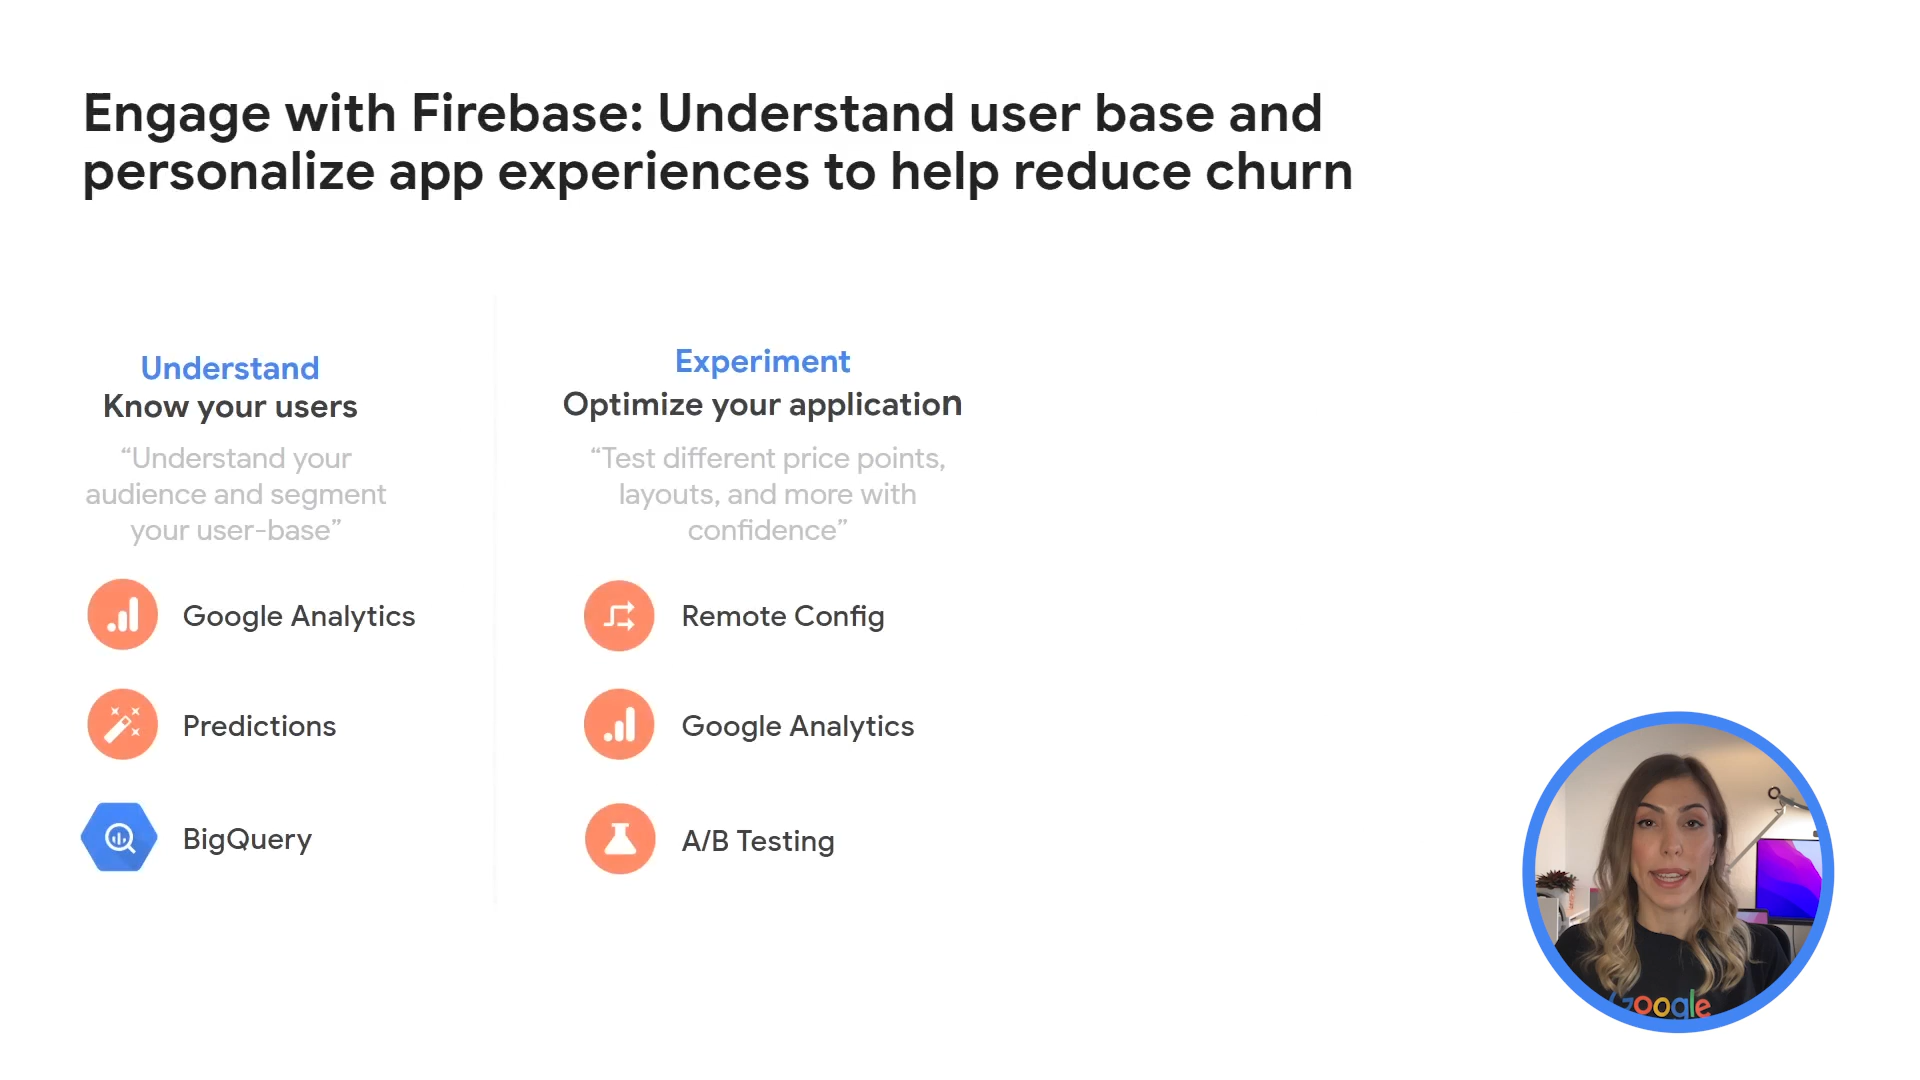 Engage with Firebase: Understand user base and
personalize app experiences to help reduce churn
Understand
Know your users
“Understand your
audience and segment
your user-base”
Google Analytics
Predictions
BigQuery
Experiment
Optimize your application
“Test different price points,
layouts, and more with
confidence”
Remote Config
Google Analytics
A/B Testing
Google